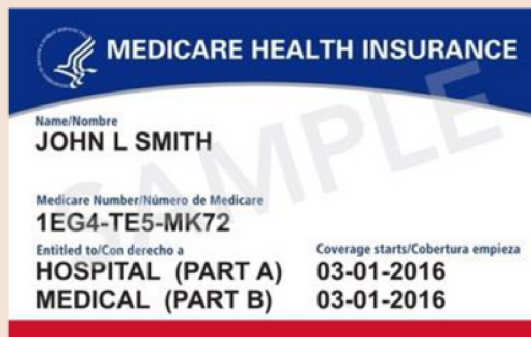 MEDICARE HEALTH INSURANCE
Name/Nombre
JOHN L SMITH
Medicare Number/Número de Medicare
1EG4-TE5-MK72
Entitled to/Con derecho a
Coverage starts/Cobertura empieza
HOSPITAL (PART A) 03-01-2016
MEDICAL (PART B) 03-01-2016
SAMPLE